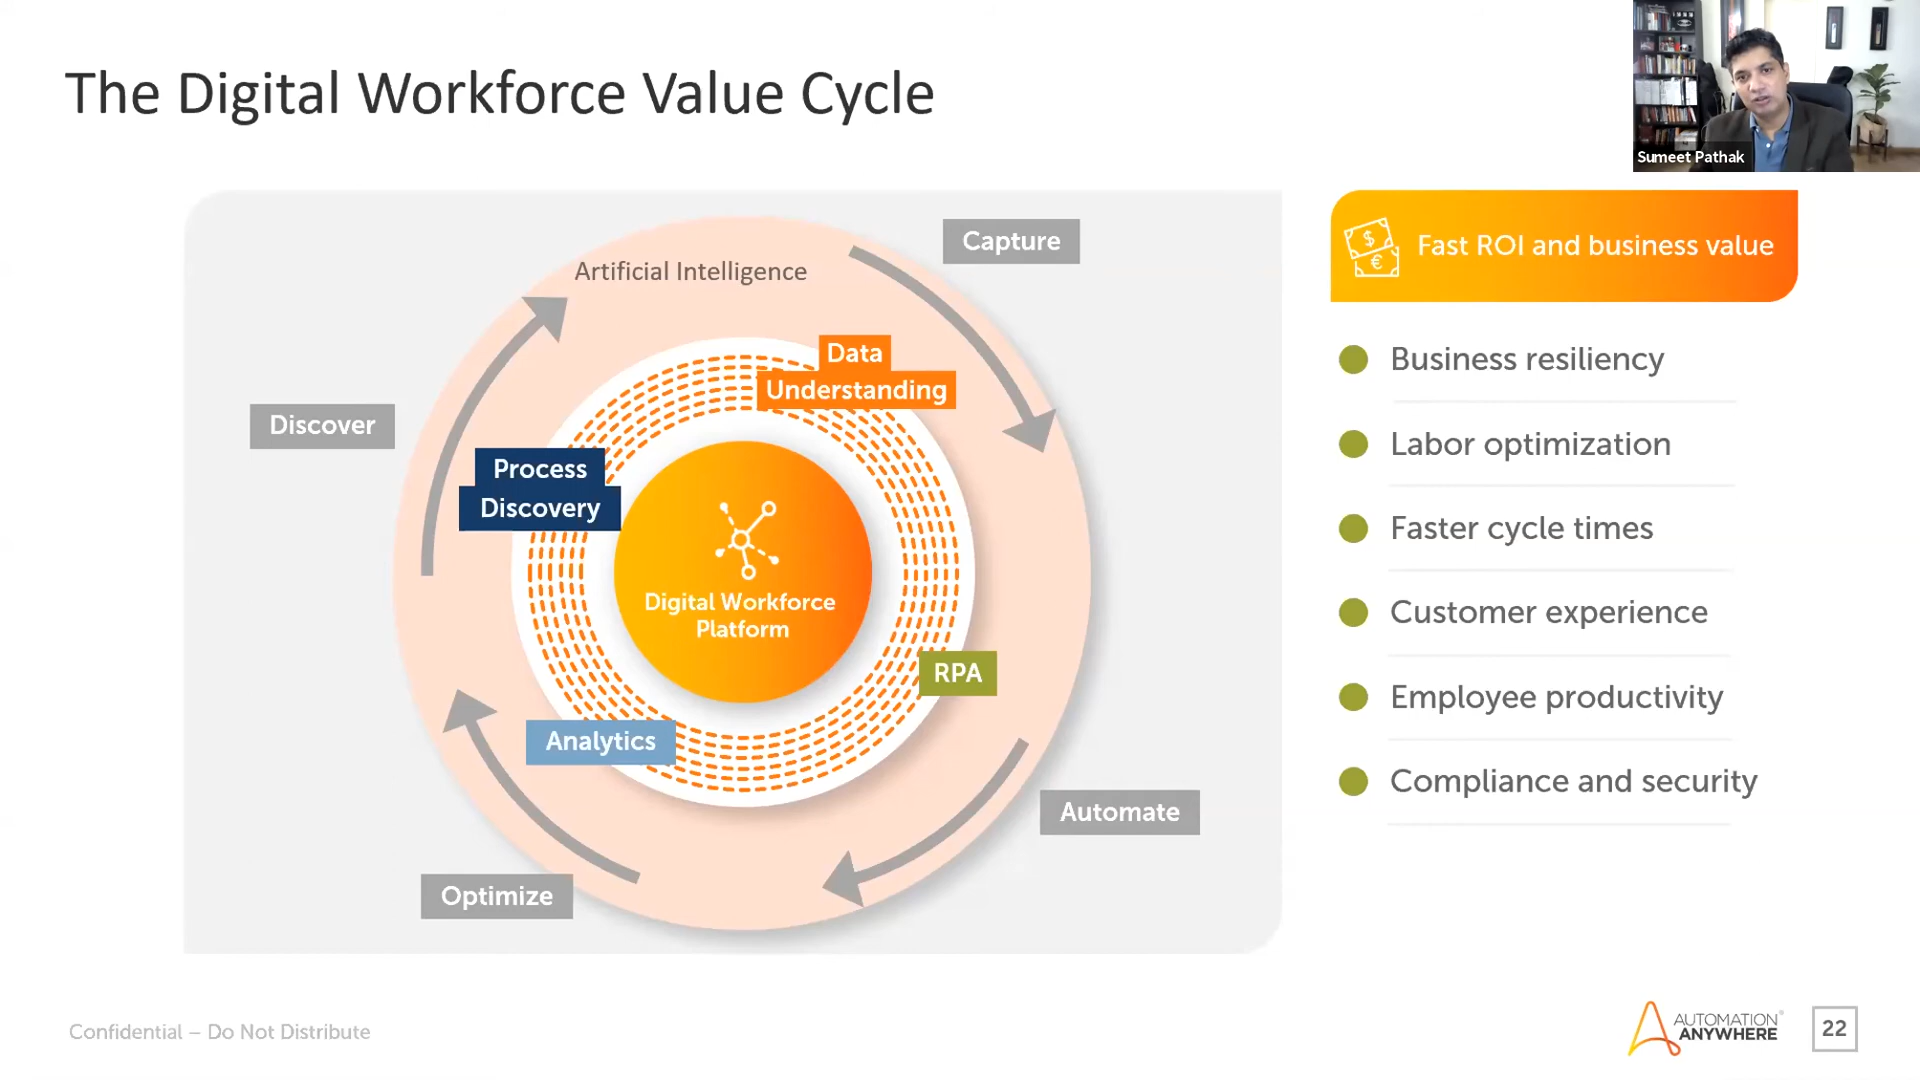 The Digital Workforce Value Cycle
Sumeet Pathak
Capture
Artificial Intelligence
Data
Understanding
Discover
Process
Discovery
Digital Workforce
Platform
RPA
Analytics
Automate
Optimize
$
€
Fast ROI and business value
Business resiliency
Labor optimization
Faster cycle times
Customer experience
Employee productivity
Compliance and security
Confidential – Do Not Distribute
AUTOMATION
ANYWHERE
22